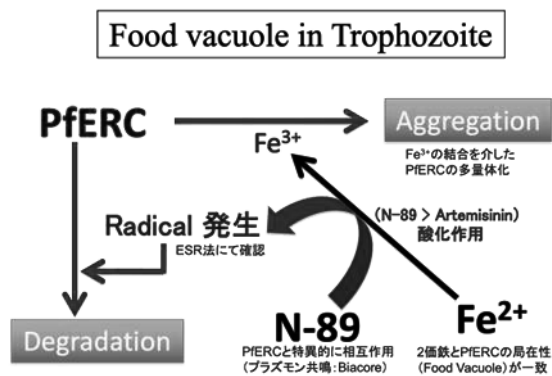 Food vacuole in Trophozoite
PfERC
Fe³⁺
Aggregation
Fe³⁺の結合を介した
PfERCの多量体化
Radical 発生
ESR法にて確認
(N-89 > Artemisinin)
酸化作用
Degradation
N-89
PfERCと特異的に相互作用
(プラズモン共鳴:Biacore)
Fe²⁺
2価鉄とPfERCの局在性
(Food Vacuole)が一致